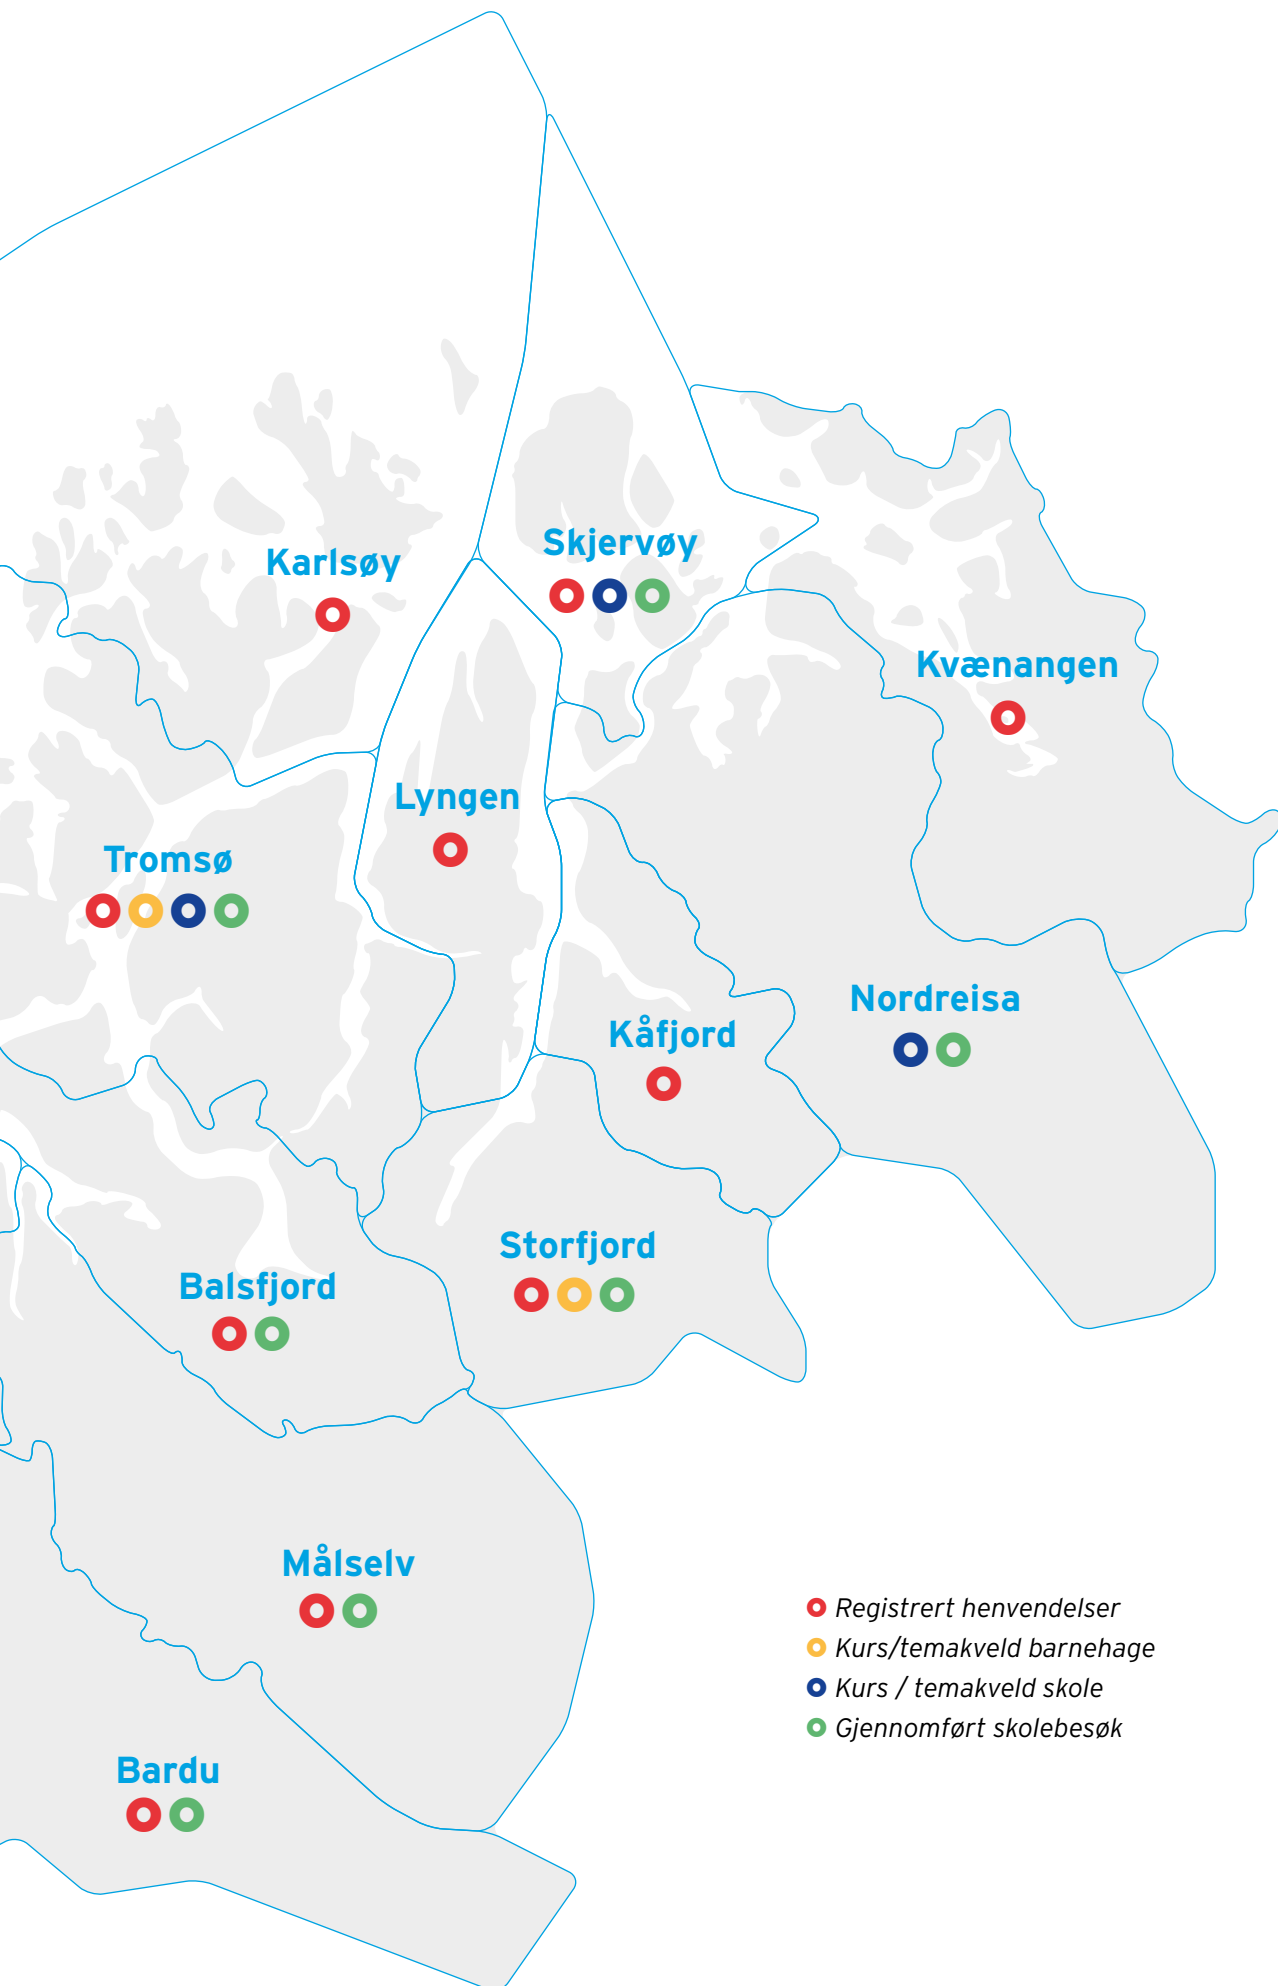 Skjervøy
Karlsøy
Kvænangen
Lyngen
Tromsø
Nordreisa
Kåfjord
Storfjord
Balsfjord
Målselv
Registrert henvendelser
Kurs/temakveld barnehage
Kurs / temakveld skole
Gjennomført skolebesøk
Bardu